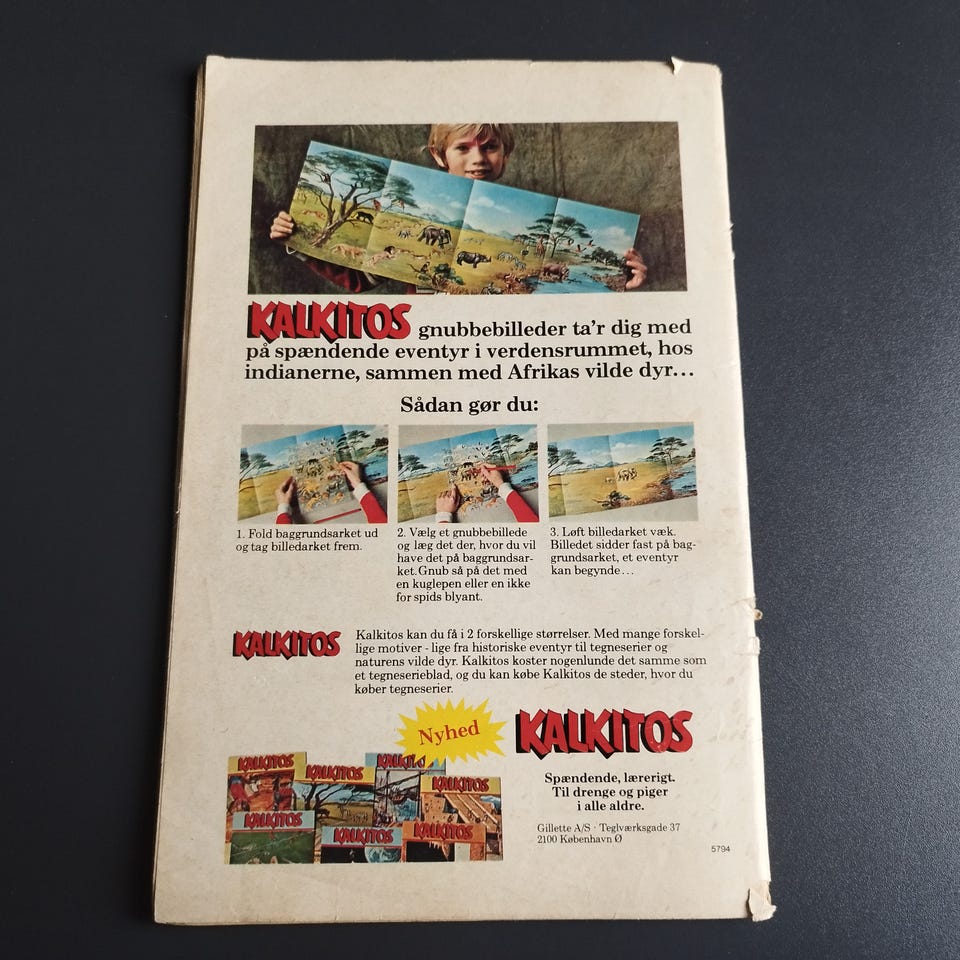 KALKITOS gnubbebilleder ta'r dig med
på spændende eventyr i verdensrummet, hos
indianerne, sammen med Afrikas vilde dyr...
Sådan gør du:
1. Fold baggrundsarket ud
og tag billedarket frem.
2. Vælg et gnubbebillede
og læg det der, hvor du vil
have det på baggrundsar-
ket. Gnub så på det med
en kuglepen eller en ikke
for spids blyant.
3. Løft billedarket væk.
Billedet sidder fast på bag-
grundsarket, et eventyr
kan begynde...
KALKITOS
Kalkitos kan du få i 2 forskellige størrelser. Med mange forskel-
lige motiver - lige fra historiske eventyr til tegneserier og
naturens vilde dyr. Kalkitos koster nogenlunde det samme som
et tegneserieblad, og du kan købe Kalkitos de steder, hvor du
køber tegneserier.
Nyhed
KALKITOS
KALKITOS
KALKITOS
KALKITOS
KALKITOS
KALKITOS
KALKITOS
KALKITOS
Spændende, lærerigt.
Til drenge og piger
i alle aldre.
Gillette A/S · Teglværksgade 37
2100 København Ø
5794